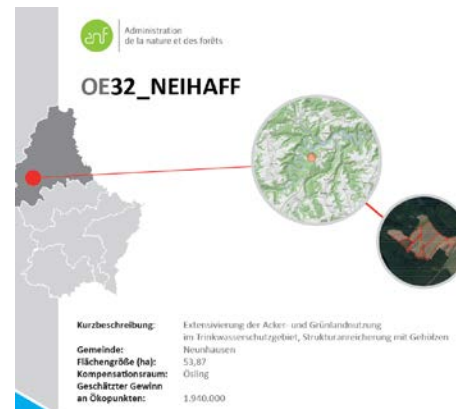 anf
Administration
de la nature et des forêts
OE32_NEIHAFF
Kurzbeschreibung: Extensivierung der Acker- und Grünlandnutzung
im Trinkwasserschutzgebiet, Strukturanreicherung mit Gehölzen
Gemeinde: Neunhausen
Flächengröße (ha): 53,87
Kompensationsraum: Ösling
Geschätzter Gewinn
an Ökopunkten: 1.940.000